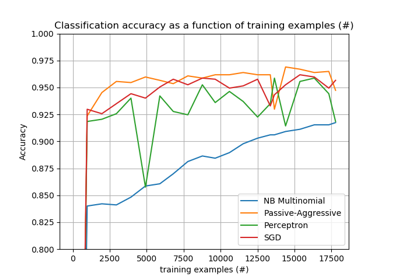 Classification accuracy as a function of training examples (#)
1.000
0.975
0.950
0.925
0.900
0.875
0.850
0.825
0.800
Accuracy
NB Multinomial
Passive-Aggressive
Perceptron
SGD
0 2500 5000 7500 10000 12500 15000 17500
training examples (#)